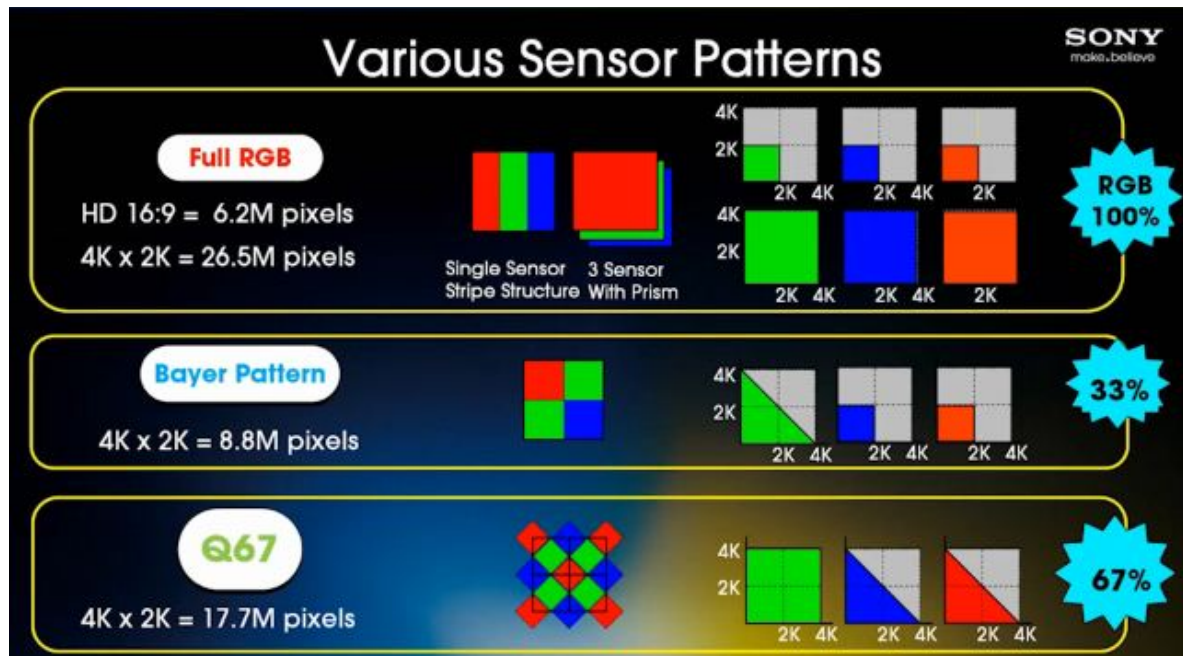 Various Sensor Patterns
SONY
make.believe
Full RGB
HD 16:9 = 6.2M pixels
4K x 2K = 26.5M pixels
Single Sensor
Stripe Structure
3 Sensor
With Prism
4K
2K
2K 4K
2K 4K
2K
4K
2K
2K 4K
2K 4K
2K
RGB
100%
Bayer Pattern
4K x 2K = 8.8M pixels
4K
2K
2K 4K
2K 4K
2K 4K
33%
Q67
4K x 2K = 17.7M pixels
4K
2K
2K 4K
2K 4K
2K 4K
67%